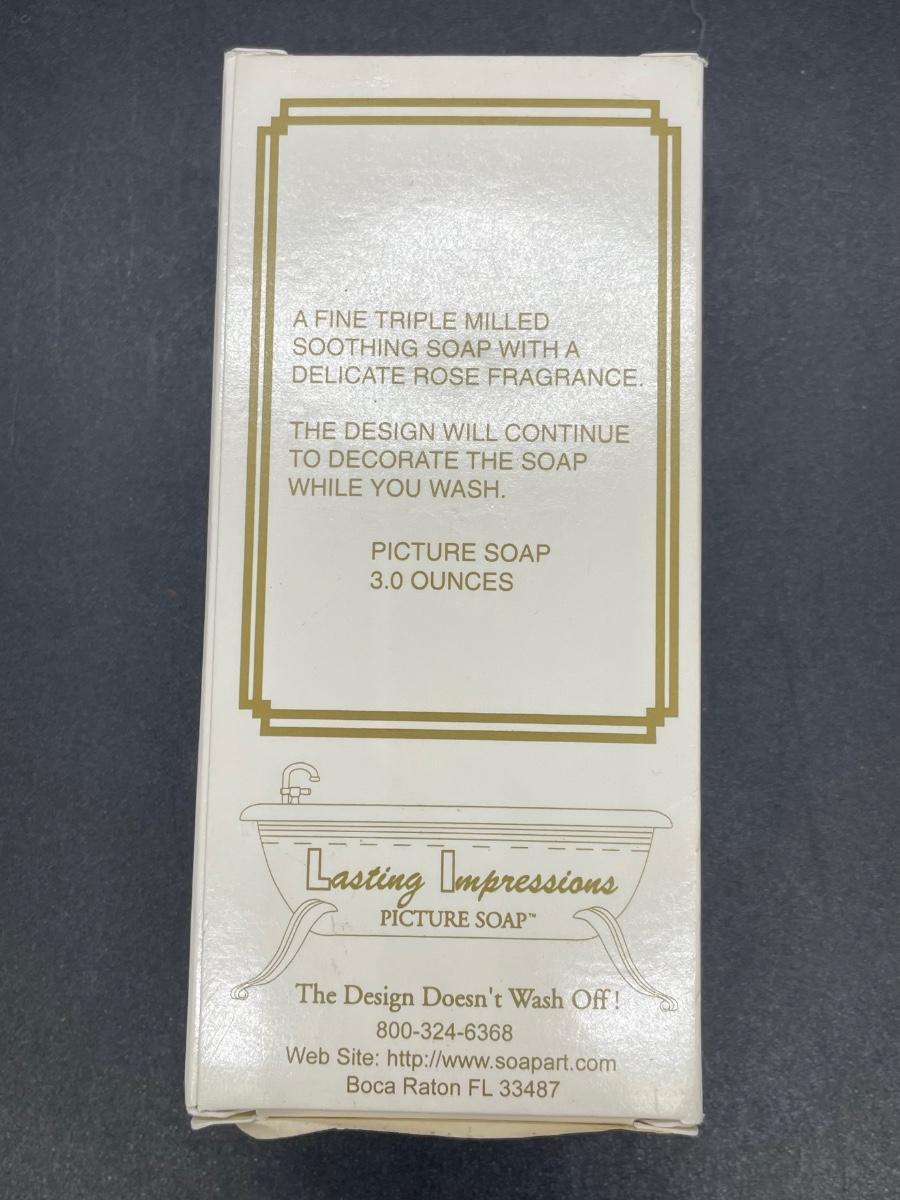 A FINE TRIPLE MILLED
SOOTHING SOAP WITH A
DELICATE ROSE FRAGRANCE.
THE DESIGN WILL CONTINUE
TO DECORATE THE SOAP
WHILE YOU WASH.
PICTURE SOAP
3.0 OUNCES
Lasting Impressions
PICTURE SOAP™
The Design Doesn't Wash Off !
800-324-6368
Web Site: http://www.soapart.com
Boca Raton FL 33487